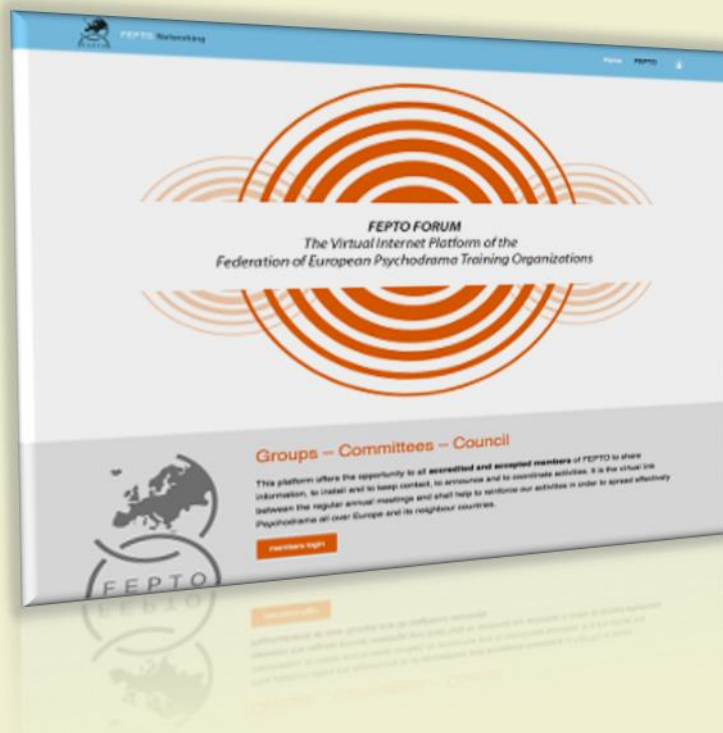 FEPTO Networking
Home FEPTO
FEPTO FORUM
The Virtual Internet Platform of the
Federation of European Psychodrama Training Organizations
Groups – Committees – Council
This platform offers the opportunity to all accredited and accepted members of FEPTO to share
information, to install and to keep contact, to announce and to coordinate activities. It is the virtual link
between the regular annual meetings and shall help to reinforce our activities in order to spread effectively
Psychodrama all over Europe and its neighbour countries.
members login
FEPTO